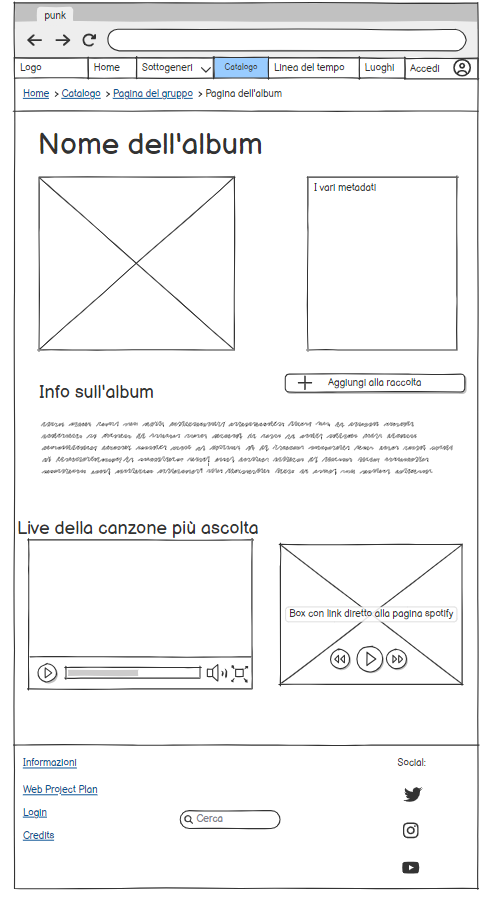 punk
Logo Home Sottogeneri Catalogo Linea del tempo Luoghi Accedi
Home > Catalogo > Pagina del gruppo > Pagina dell'album
Nome dell'album
I vari metadati
Aggiungi alla raccolta
Info sull'album
Live della canzone più ascolta
Box con link diretto alla pagina spotify
Informazioni
Social:
Web Project Plan
Login
Cerca
Credits